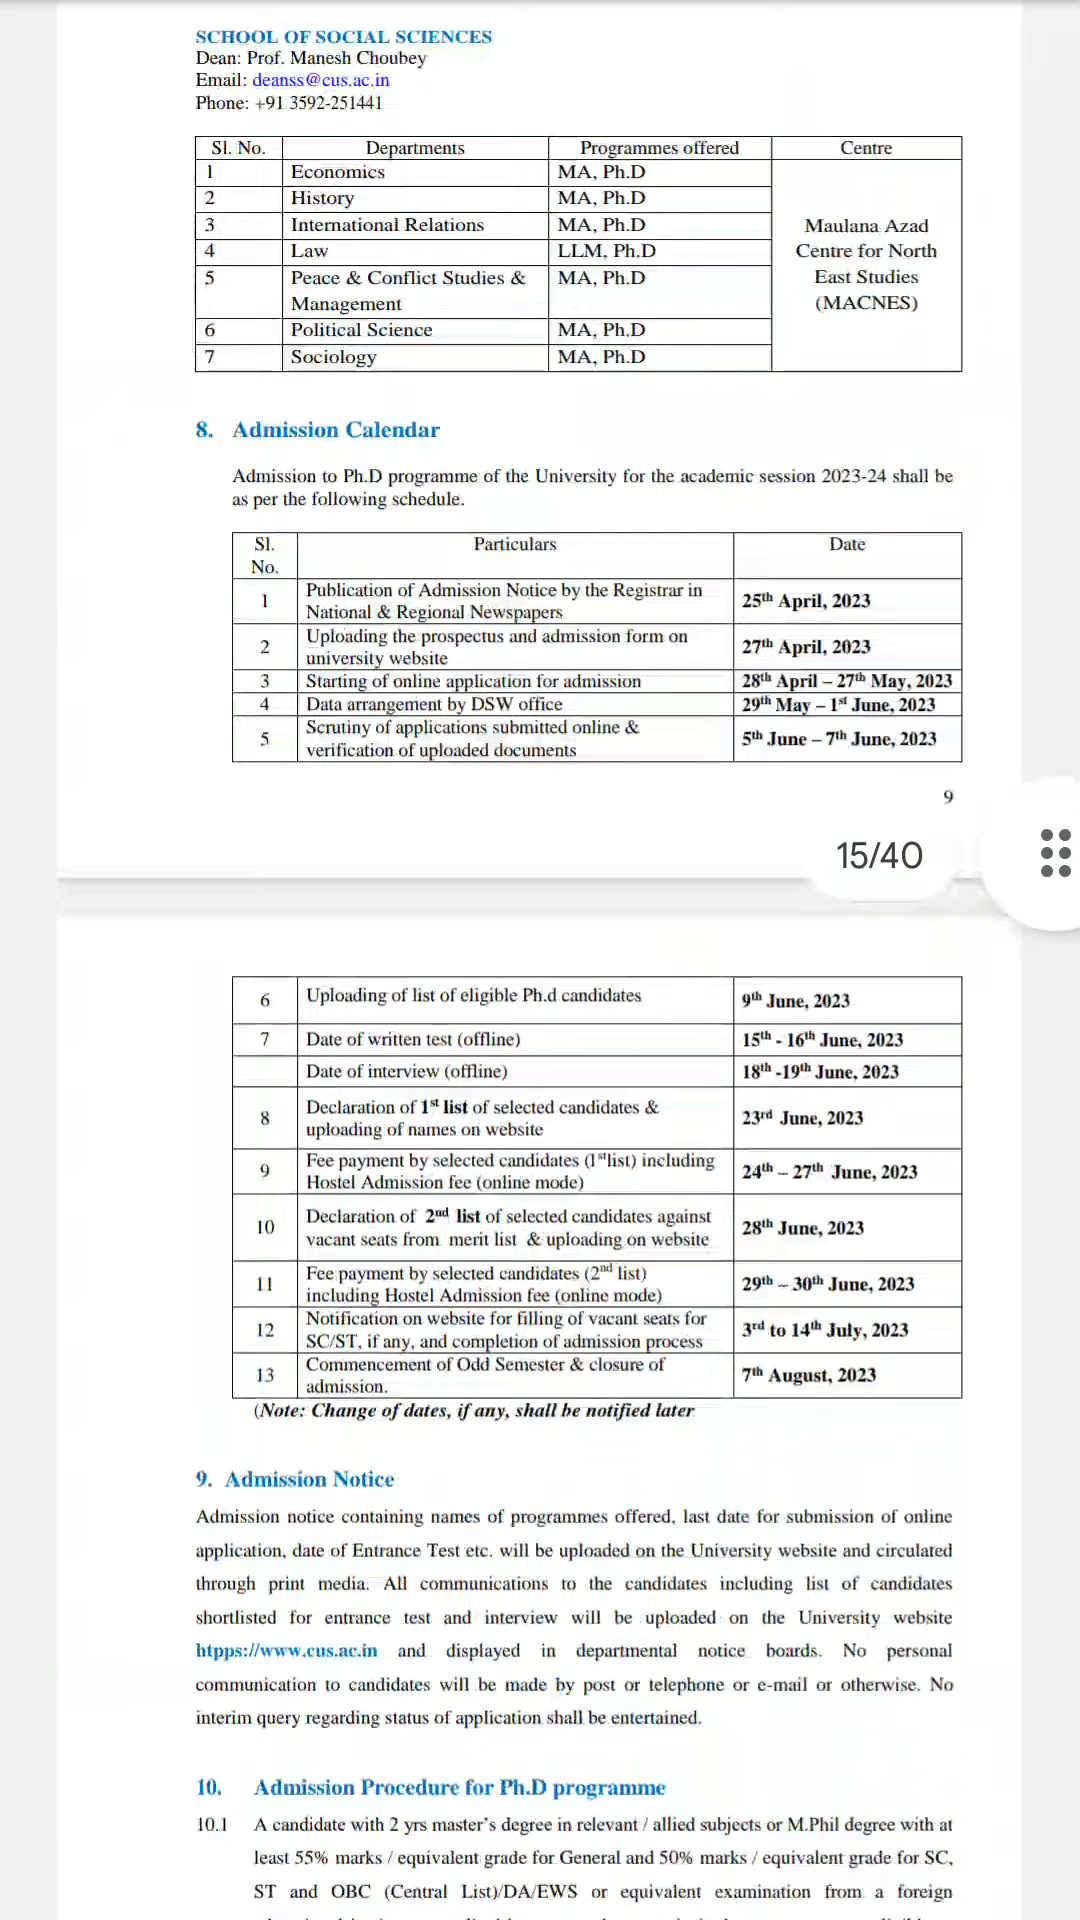 SCHOOL OF SOCIAL SCIENCES
Dean: Prof. Manesh Choubey
Email: deanss@cus.ac.in
Phone: +91 3592-251441
Sl. No. Departments Programmes offered Centre
1 Economics MA, Ph.D
2 History MA, Ph.D
3 International Relations MA, Ph.D Maulana Azad
4 Law LLM, Ph.D Centre for North
5 Peace & Conflict Studies & MA, Ph.D East Studies
Management (MACNES)
6 Political Science MA, Ph.D
7 Sociology MA, Ph.D
8. Admission Calendar
Admission to Ph.D programme of the University for the academic session 2023-24 shall be
as per the following schedule.
Sl. Particulars Date
No.
1 Publication of Admission Notice by the Registrar in
National & Regional Newspapers 25th April, 2023
2 Uploading the prospectus and admission form on
university website 27th April, 2023
3 Starting of online application for admission 28th April – 27th May, 2023
4 Data arrangement by DSW office 29th May – 1st June, 2023
5 Scrutiny of applications submitted online &
verification of uploaded documents 5th June – 7th June, 2023
9
15/40
6 Uploading of list of eligible Ph.d candidates 9th June, 2023
7 Date of written test (offline) 15th - 16th June, 2023
Date of interview (offline) 18th -19th June, 2023
8 Declaration of 1st list of selected candidates &
uploading of names on website 23rd June, 2023
9 Fee payment by selected candidates (1st list) including
Hostel Admission fee (online mode) 24th – 27th June, 2023
10 Declaration of 2nd list of selected candidates against
vacant seats from merit list & uploading on website 28th June, 2023
11 Fee payment by selected candidates (2nd list)
including Hostel Admission fee (online mode) 29th – 30th June, 2023
12 Notification on website for filling of vacant seats for
SC/ST, if any, and completion of admission process 3rd to 14th July, 2023
13 Commencement of Odd Semester & closure of
admission. 7th August, 2023
(Note: Change of dates, if any, shall be notified later
9. Admission Notice
Admission notice containing names of programmes offered, last date for submission of online
application, date of Entrance Test etc. will be uploaded on the University website and circulated
through print media. All communications to the candidates including list of candidates
shortlisted for entrance test and interview will be uploaded on the University website
htpps://www.cus.ac.in and displayed in departmental notice boards. No personal
communication to candidates will be made by post or telephone or e-mail or otherwise. No
interim query regarding status of application shall be entertained.
10. Admission Procedure for Ph.D programme
10.1 A candidate with 2 yrs master's degree in relevant / allied subjects or M.Phil degree with at
least 55% marks / equivalent grade for General and 50% marks / equivalent grade for SC,
ST and OBC (Central List)/DA/EWS or equivalent examination from a foreign